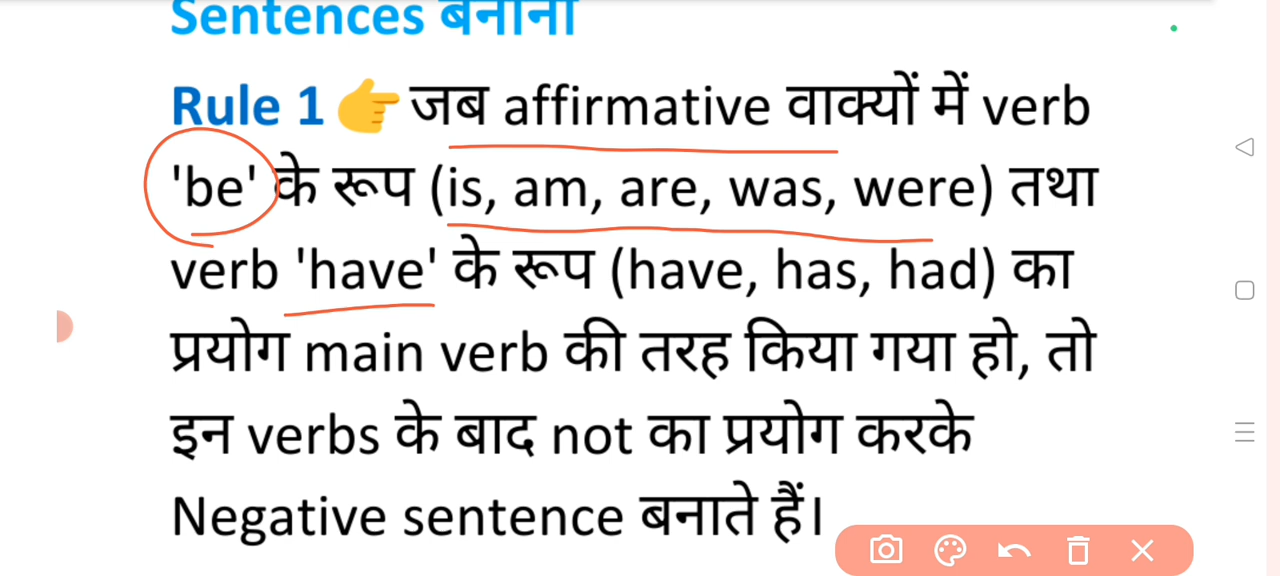 Sentences बनाना
Rule 1 👉 जब affirmative वाक्यों में verb
'be' के रूप (is, am, are, was, were) तथा
verb 'have' के रूप (have, has, had) का
प्रयोग main verb की तरह किया गया हो, तो
इन verbs के बाद not का प्रयोग करके
Negative sentence बनाते हैं।